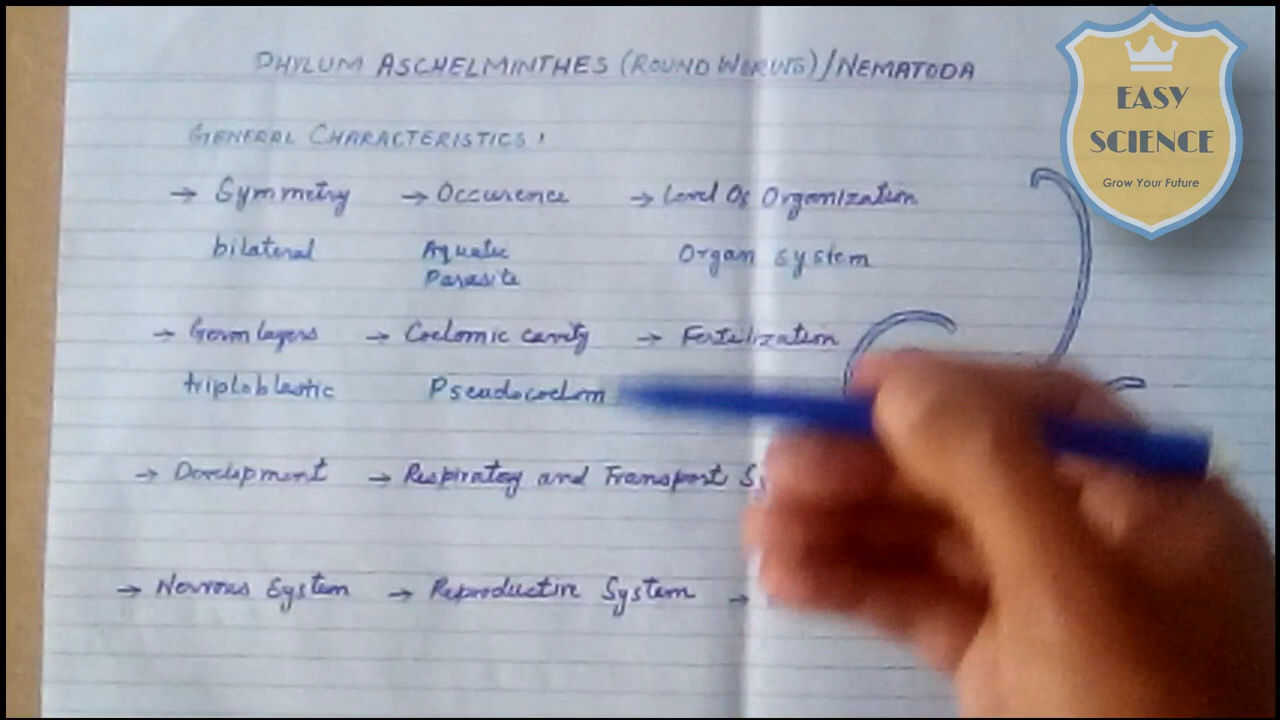 PHYLUM ASCHELMINTHES (ROUND WORMS)/NEMATODA
GENERAL CHARACTERISTICS:
→ Symmetry → Occurence → Level Of Organization
bilateral Aquatic Organ system
Parasite
→ Germ layers → Coelomic cavity → Fertilization
triploblastic Pseudocoelom
→ Development → Respiratory and Transport S
→ Nervous System → Reproductive System →
EASY
SCIENCE
Grow Your Future